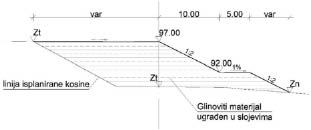 var 10.00 5.00 var
Zt 97.00
1:2
92.00 1%
1:2
Zt Zn
linija isplanirane kosine
Glinoviti materijal
ugrađen u slojevima